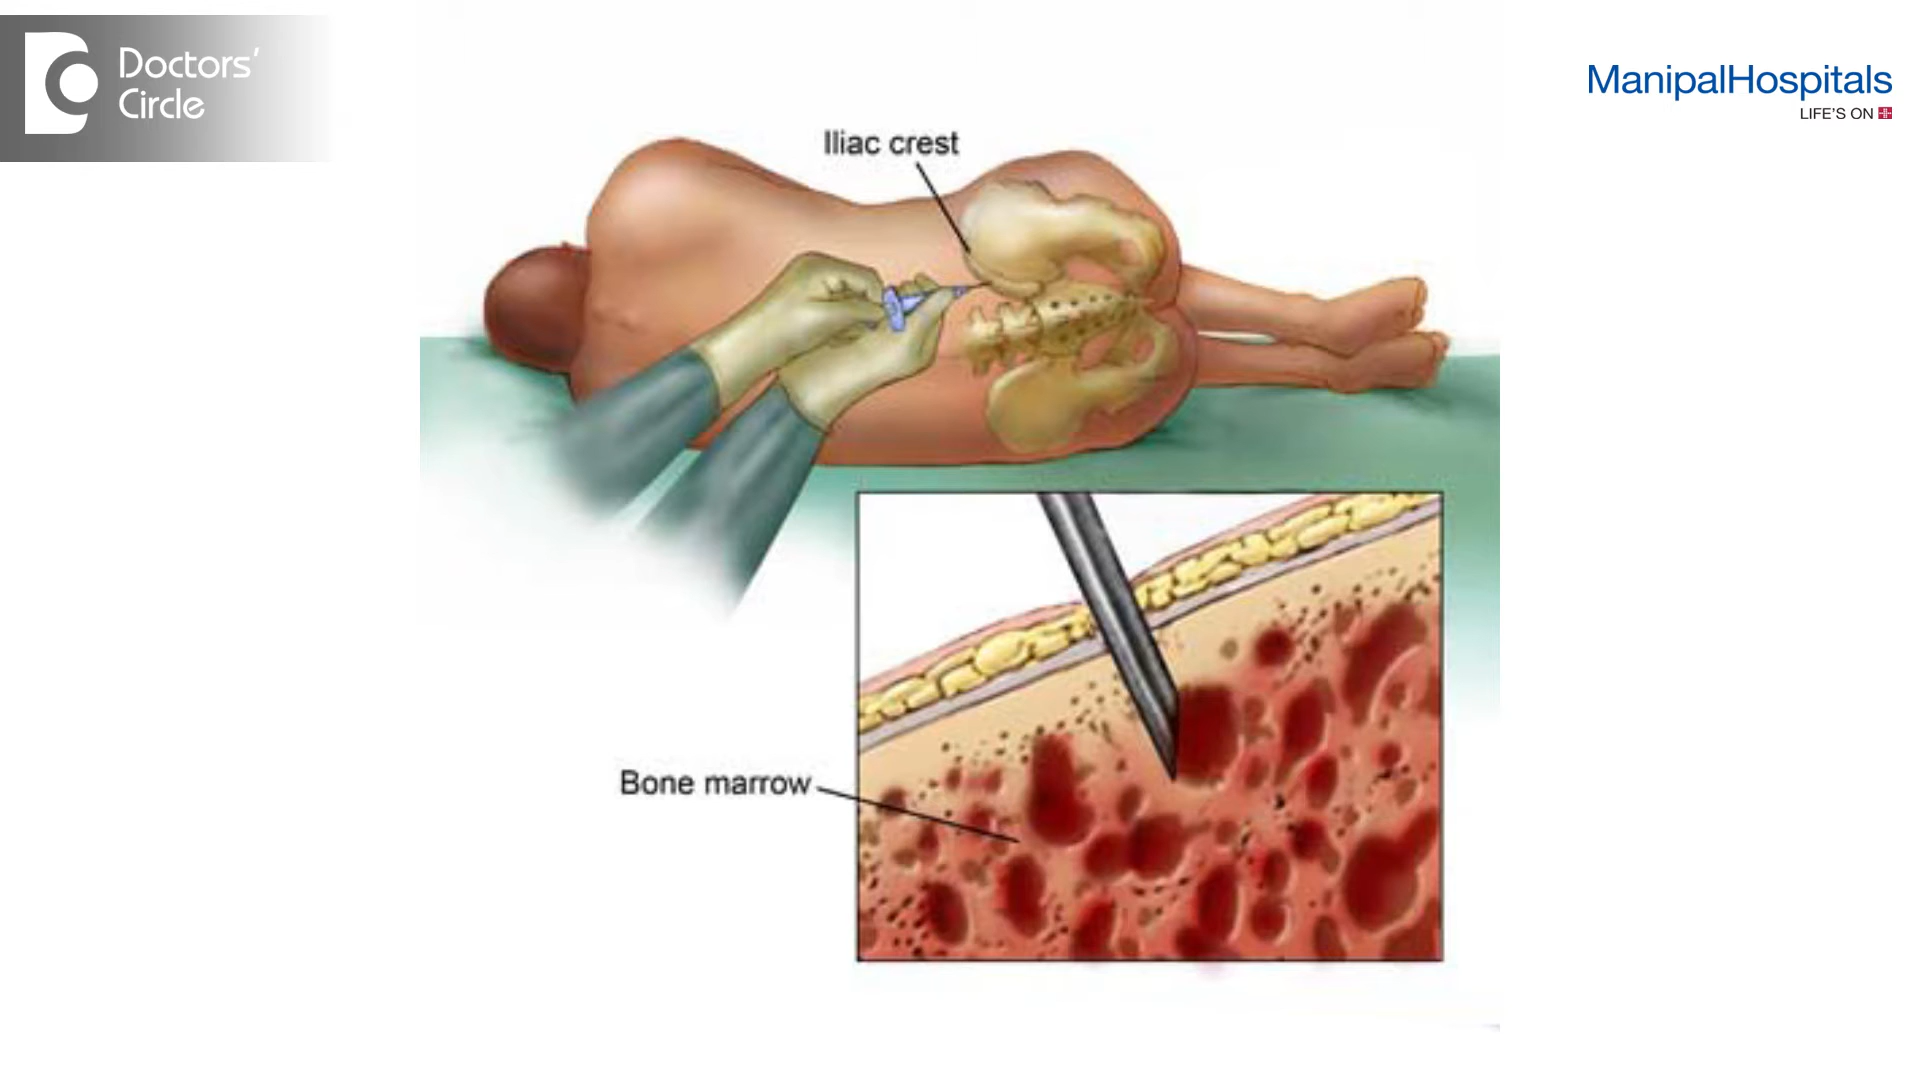 Doctors'
Circle
ManipalHospitals
LIFE'S ON
Iliac crest
Bone marrow